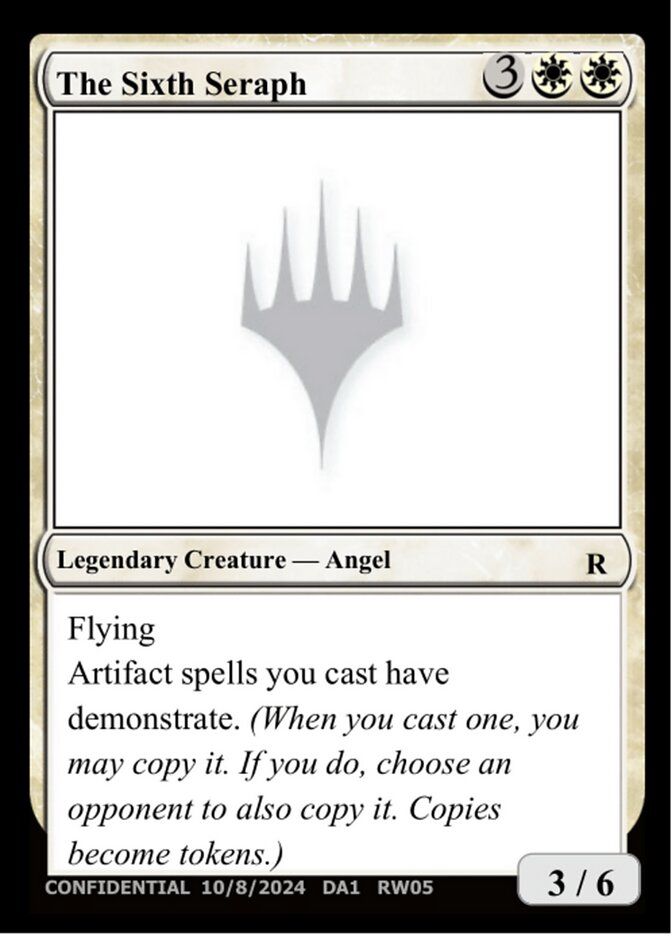 The Sixth Seraph 3
Legendary Creature — Angel R
Flying
Artifact spells you cast have
demonstrate. (When you cast one, you
may copy it. If you do, choose an
opponent to also copy it. Copies
become tokens.)
CONFIDENTIAL 10/8/2024 DA1 RW05
3 / 6